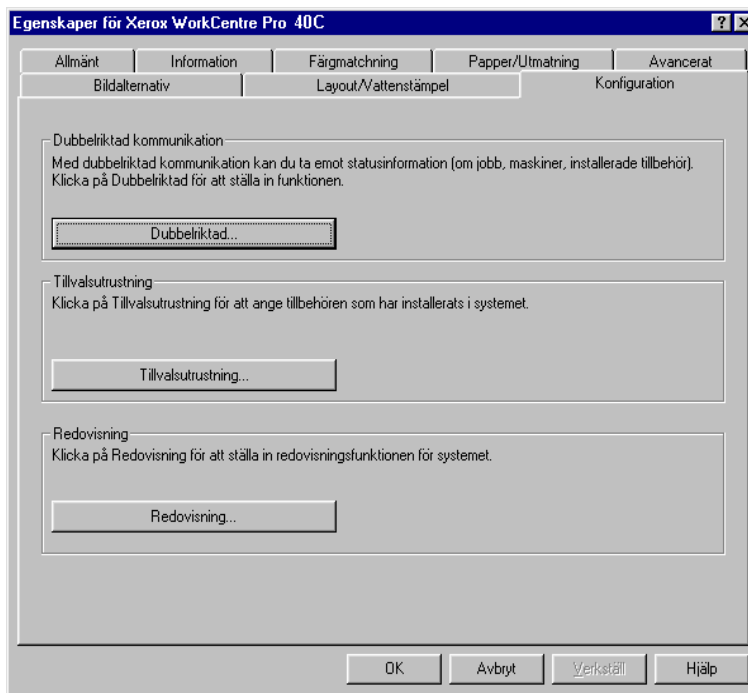 Egenskaper för Xerox WorkCentre Pro 40C
Allmänt Information Färgmatchning Papper/Utmatning Avancerat
Bildalternativ Layout/Vattenstämpel Konfiguration
Dubbelriktad kommunikation
Med dubbelriktad kommunikation kan du ta emot statusinformation (om jobb, maskiner, installerade tillbehör).
Klicka på Dubbelriktad för att ställa in funktionen.
Dubbelriktad...
Tillvalsutrustning
Klicka på Tillvalsutrustning för att ange tillbehören som har installerats i systemet.
Tillvalsutrustning...
Redovisning
Klicka på Redovisning för att ställa in redovisningsfunktionen för systemet.
Redovisning...
OK Avbryt Verkställ Hjälp